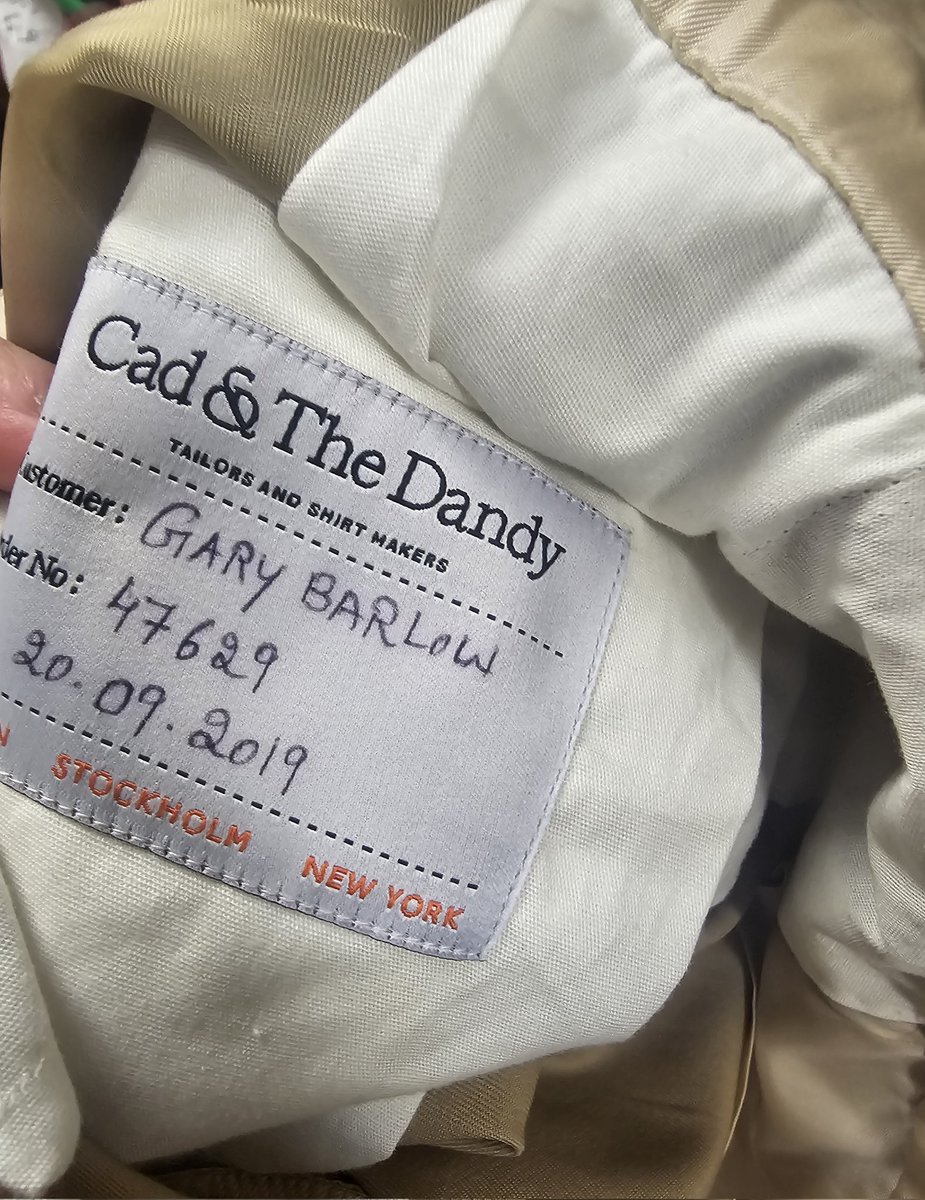 Cad & The Dandy
TAILORS AND SHIRT MAKERS
ustomer: GARY BARLOW
der No: 47629
20.09.2019
N STOCKHOLM NEW YORK